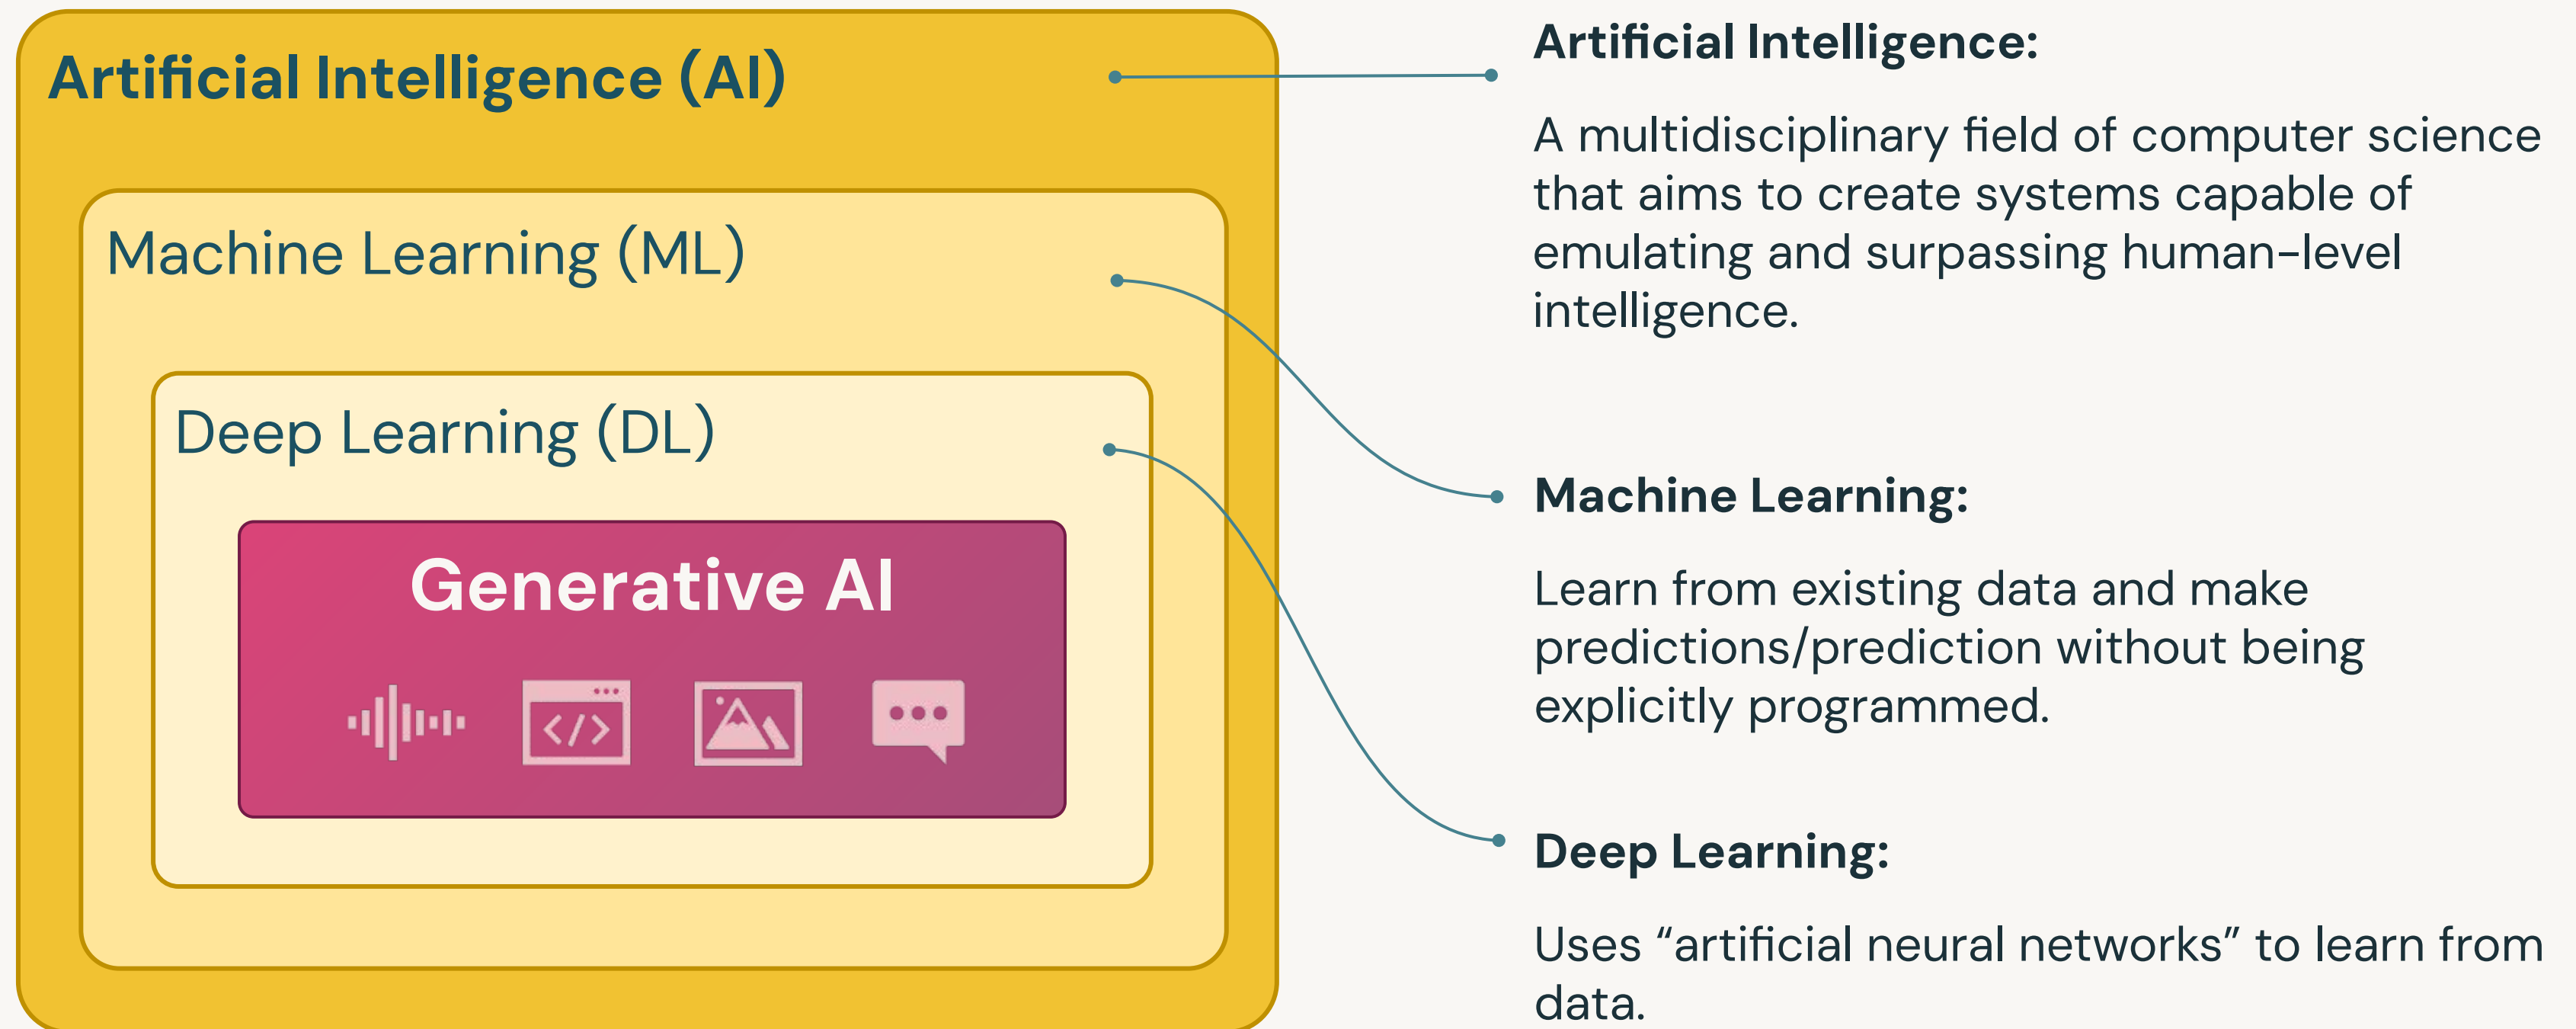 Artificial Intelligence (AI)
Machine Learning (ML)
Deep Learning (DL)
Generative AI
</>
Artificial Intelligence:
A multidisciplinary field of computer science
that aims to create systems capable of
emulating and surpassing human-level
intelligence.
Machine Learning:
Learn from existing data and make
predictions/prediction without being
explicitly programmed.
Deep Learning:
Uses “artificial neural networks” to learn from
data.